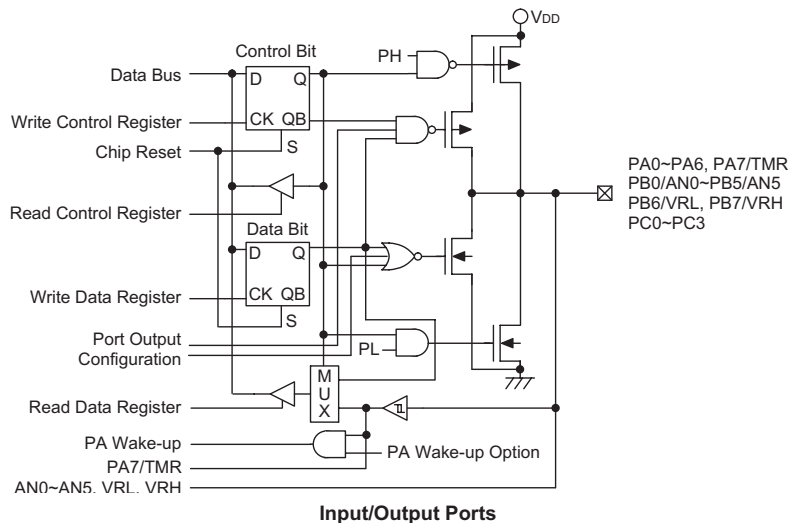 VDD
Control Bit
PH
Data Bus
D Q
Write Control Register
CK QB
Chip Reset
S
PA0~PA6, PA7/TMR
PB0/AN0~PB5/AN5
PB6/VRL, PB7/VRH
PC0~PC3
Read Control Register
Data Bit
D Q
Write Data Register
CK QB
S
Port Output
Configuration
PL
M
U
X
Read Data Register
PA Wake-up
PA Wake-up Option
PA7/TMR
AN0~AN5, VRL, VRH
Input/Output Ports